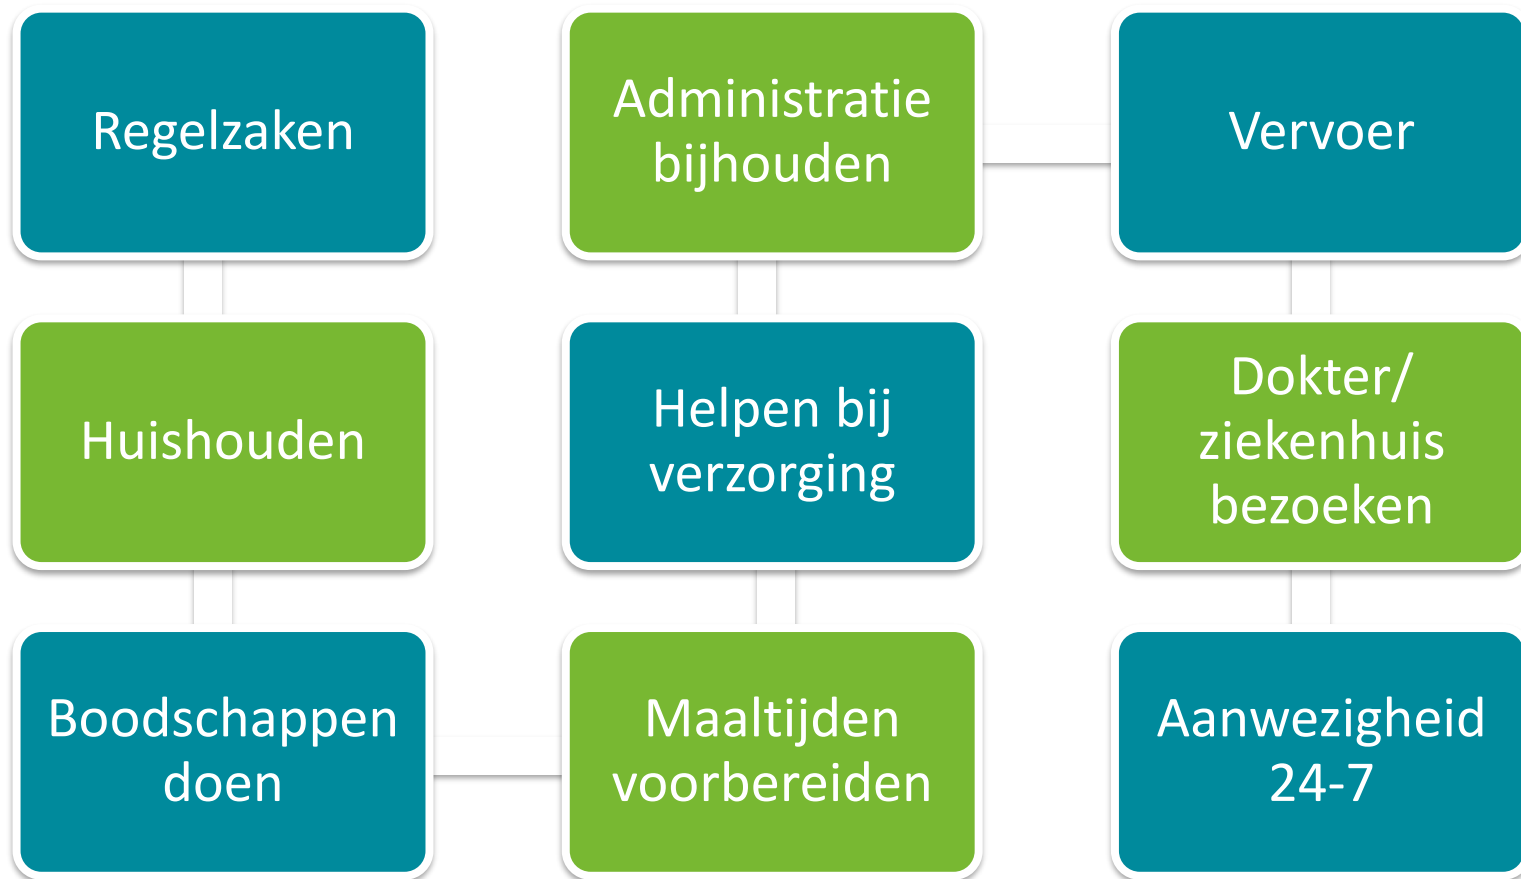 Regelzaken
Huishouden
Boodschappen
doen
Maaltijden
voorbereiden
Helpen bij
verzorging
Administratie
bijhouden
Vervoer
Dokter/
ziekenhuis
bezoeken
Aanwezigheid
24-7